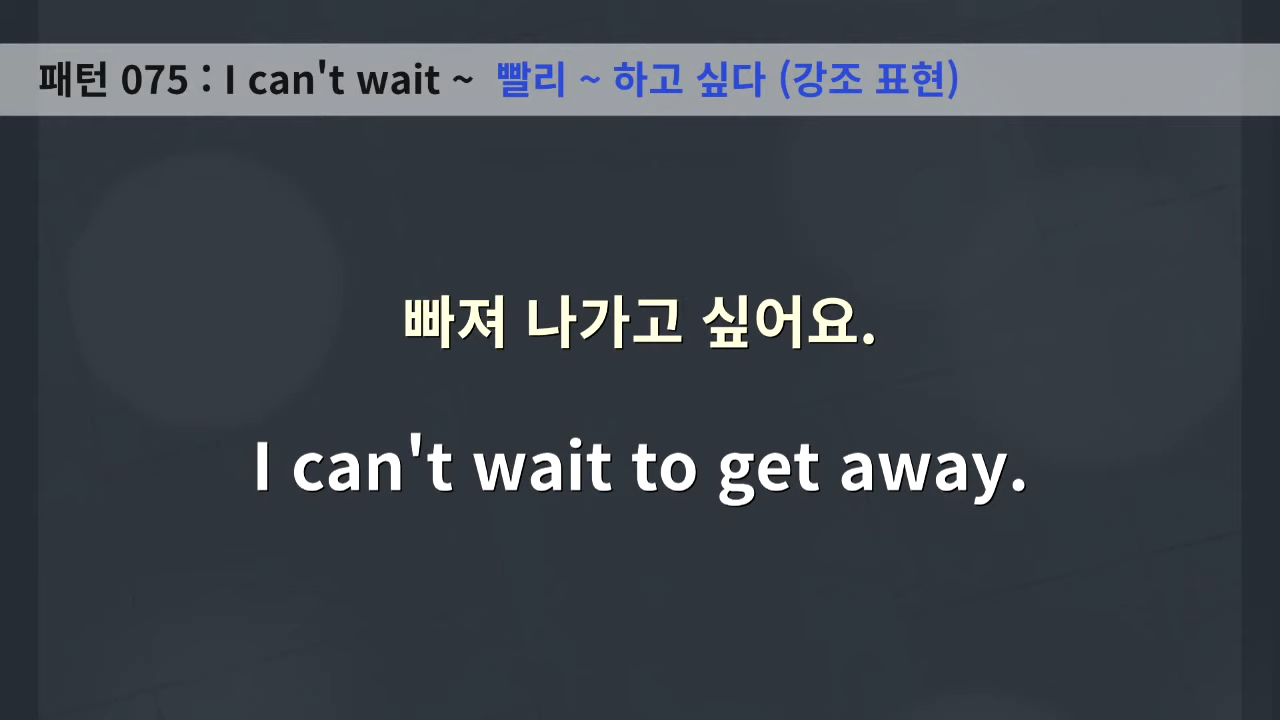 패턴 075 : I can't wait ~ 빨리 ~ 하고 싶다 (강조 표현)
빠져 나가고 싶어요.
I can't wait to get away.